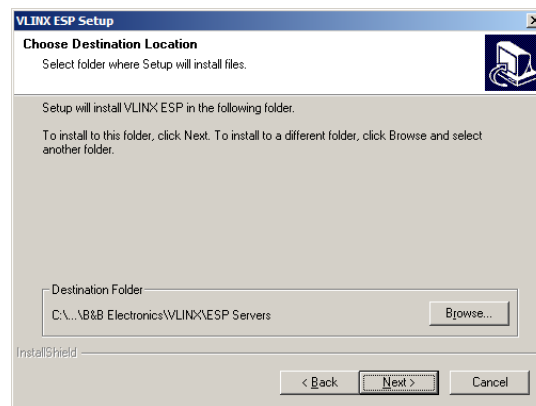 VLINX ESP Setup
Choose Destination Location
Select folder where Setup will install files.
Setup will install VLINX ESP in the following folder.
To install to this folder, click Next. To install to a different folder, click Browse and select
another folder.
Destination Folder
C:\...\B&B Electronics\VLINX\ESP Servers
Browse...
InstallShield
< Back
Next >
Cancel